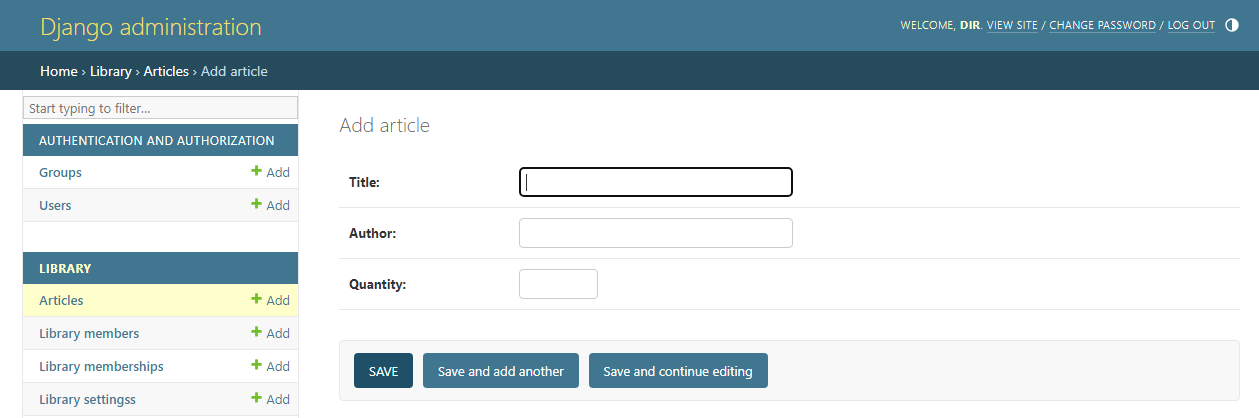 Django administration
WELCOME, DIR. VIEW SITE / CHANGE PASSWORD / LOG OUT
Home › Library › Articles › Add article
Start typing to filter...
AUTHENTICATION AND AUTHORIZATION
Groups + Add
Users + Add
LIBRARY
Articles + Add
Library members + Add
Library memberships + Add
Library settingss + Add
Add article
Title:
Author:
Quantity:
SAVE
Save and add another
Save and continue editing